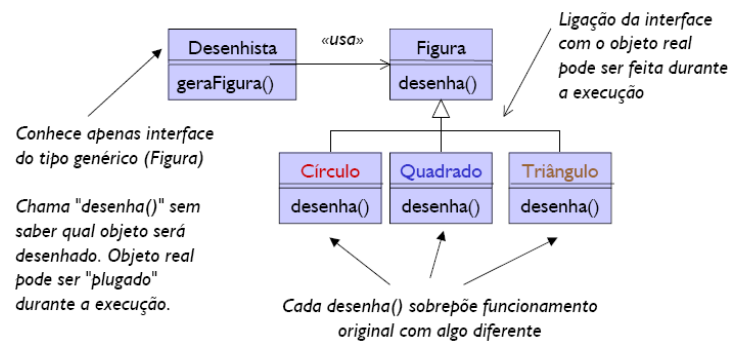 Desenhista
geraFigura()
«usa»
Figura
desenha()
Ligação da interface
com o objeto real
pode ser feita durante
a execução
Conhece apenas interface
do tipo genérico (Figura)
Chama "desenha()" sem
saber qual objeto será
desenhado. Objeto real
pode ser "plugado"
durante a execução.
Círculo
desenha()
Quadrado
desenha()
Triângulo
desenha()
Cada desenha() sobrepõe funcionamento
original com algo diferente